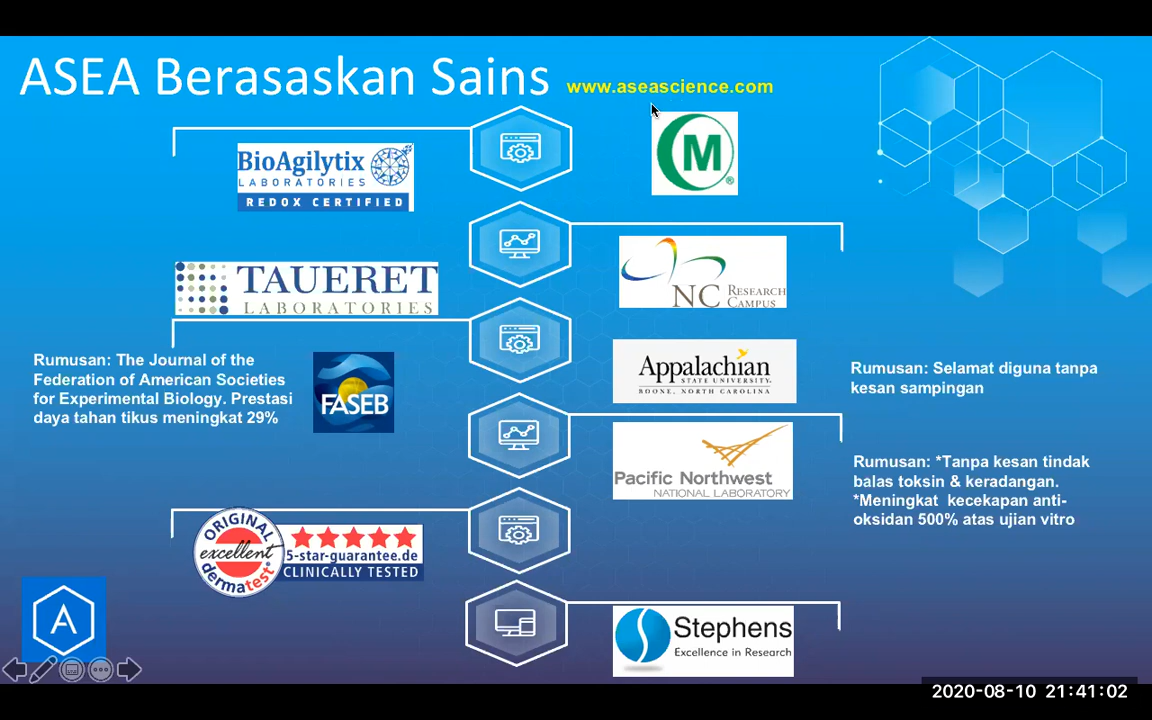 ASEA Berasaskan Sains
www.aseascience.com
BioAgilytix
LABORATORIES
REDOX CERTIFIED
M
TAUERET
LABORATORIES
NC RESEARCH
CAMPUS
Rumusan: The Journal of the
Federation of American Societies
for Experimental Biology. Prestasi
daya tahan tikus meningkat 29%
FASEB
Appalachian
STATE UNIVERSITY.
BOONE, NORTH CAROLINA
Rumusan: Selamat diguna tanpa
kesan sampingan
Pacific Northwest
NATIONAL LABORATORY
Rumusan: *Tanpa kesan tindak
balas toksin & keradangan.
*Meningkat kecekapan anti-
oksidan 500% atas ujian vitro
ORIGINAL
excellent
dermatest
5-star-guarantee.de
CLINICALLY TESTED
Stephens
Excellence in Research
A
2020-08-10 21:41:02